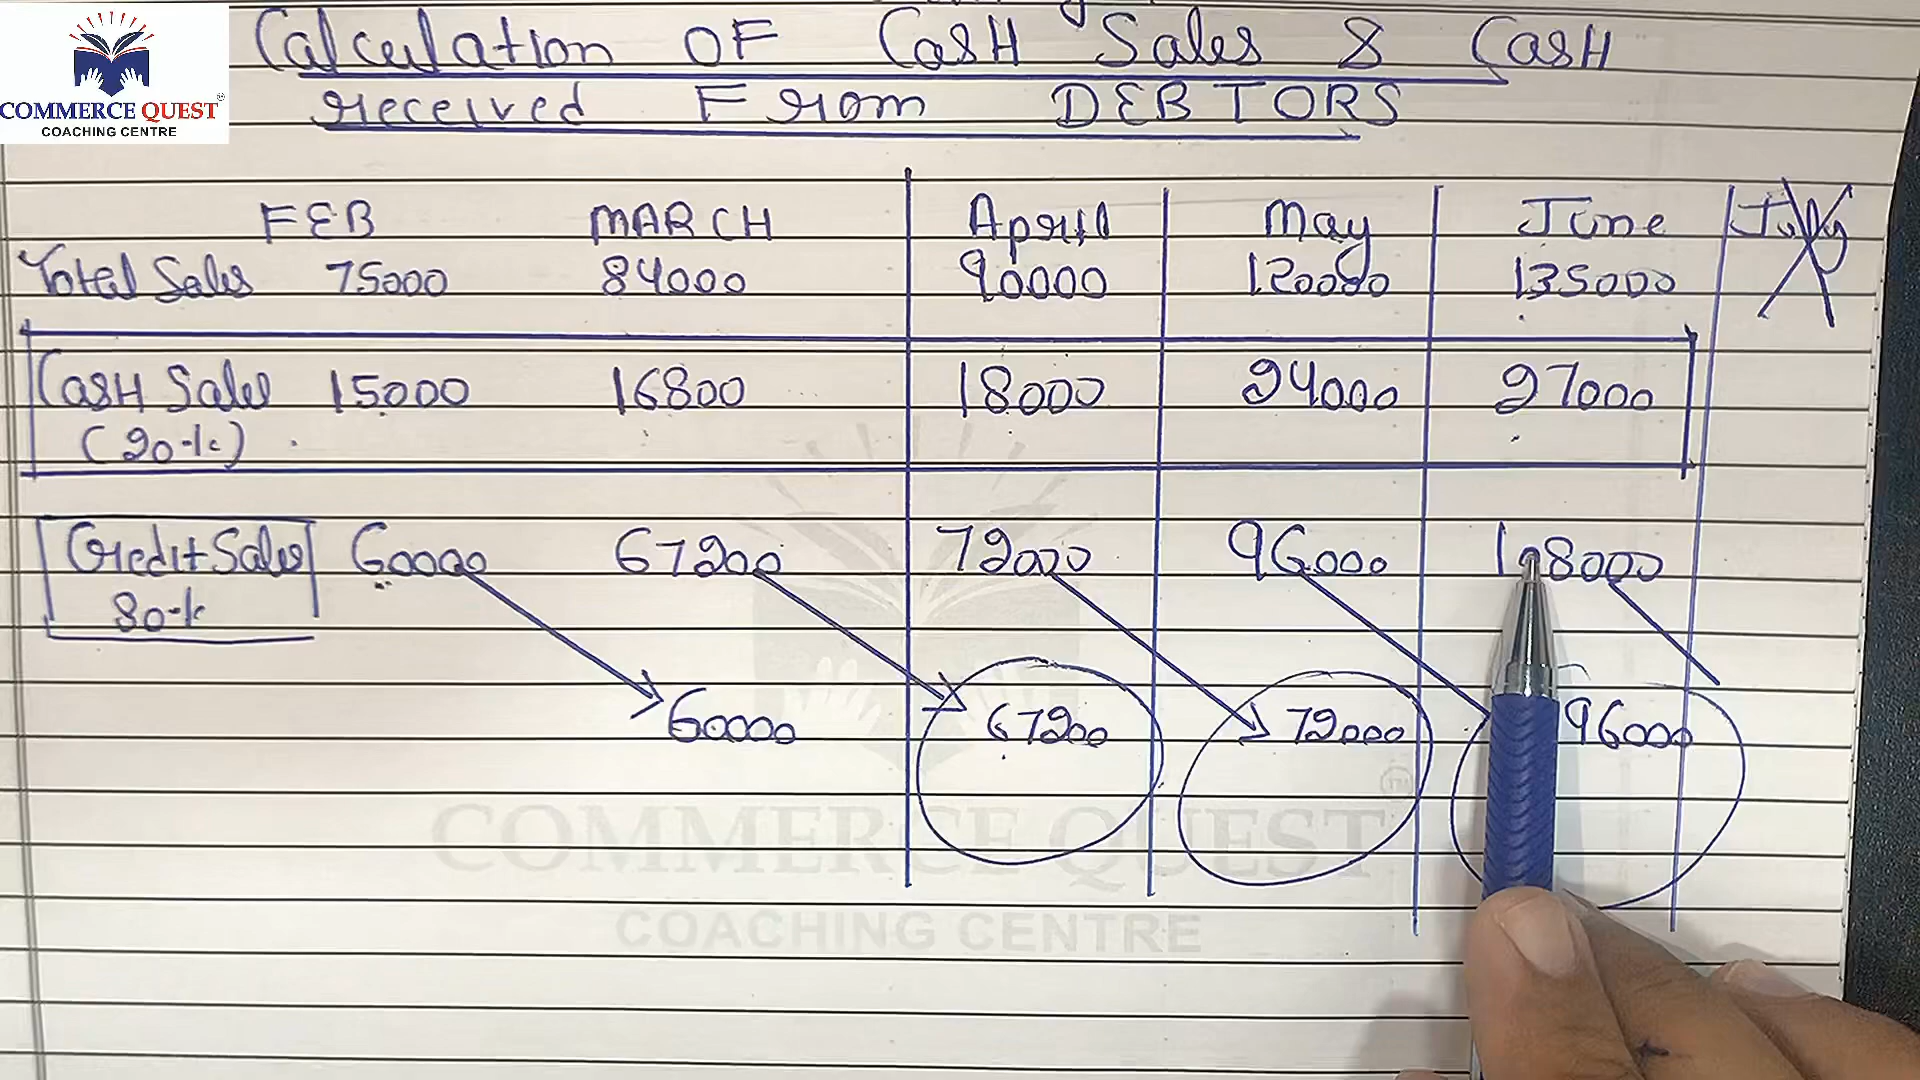 Calculation OF Cash Sales & Cash
received From DEBTORS
FEB MARCH April May June July
Total Sales 75000 84000 90000 120000 135000
Cash Sales 15000 16800 18000 24000 27000
(20%)
Credit Sales 60000 67200 72000 96000 108000
80%
60000 67200 72000 96000
COMMERCE QUEST
COACHING CENTRE
COMMERCE QUEST
COACHING CENTRE